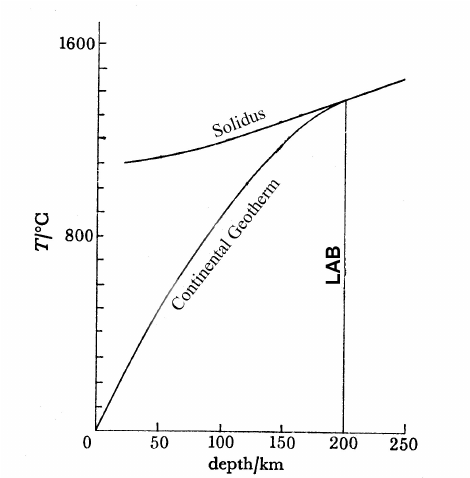 1600
Solidus
T/°C
800
Continental Geotherm
LAB
0 50 100 150 200 250
depth/km